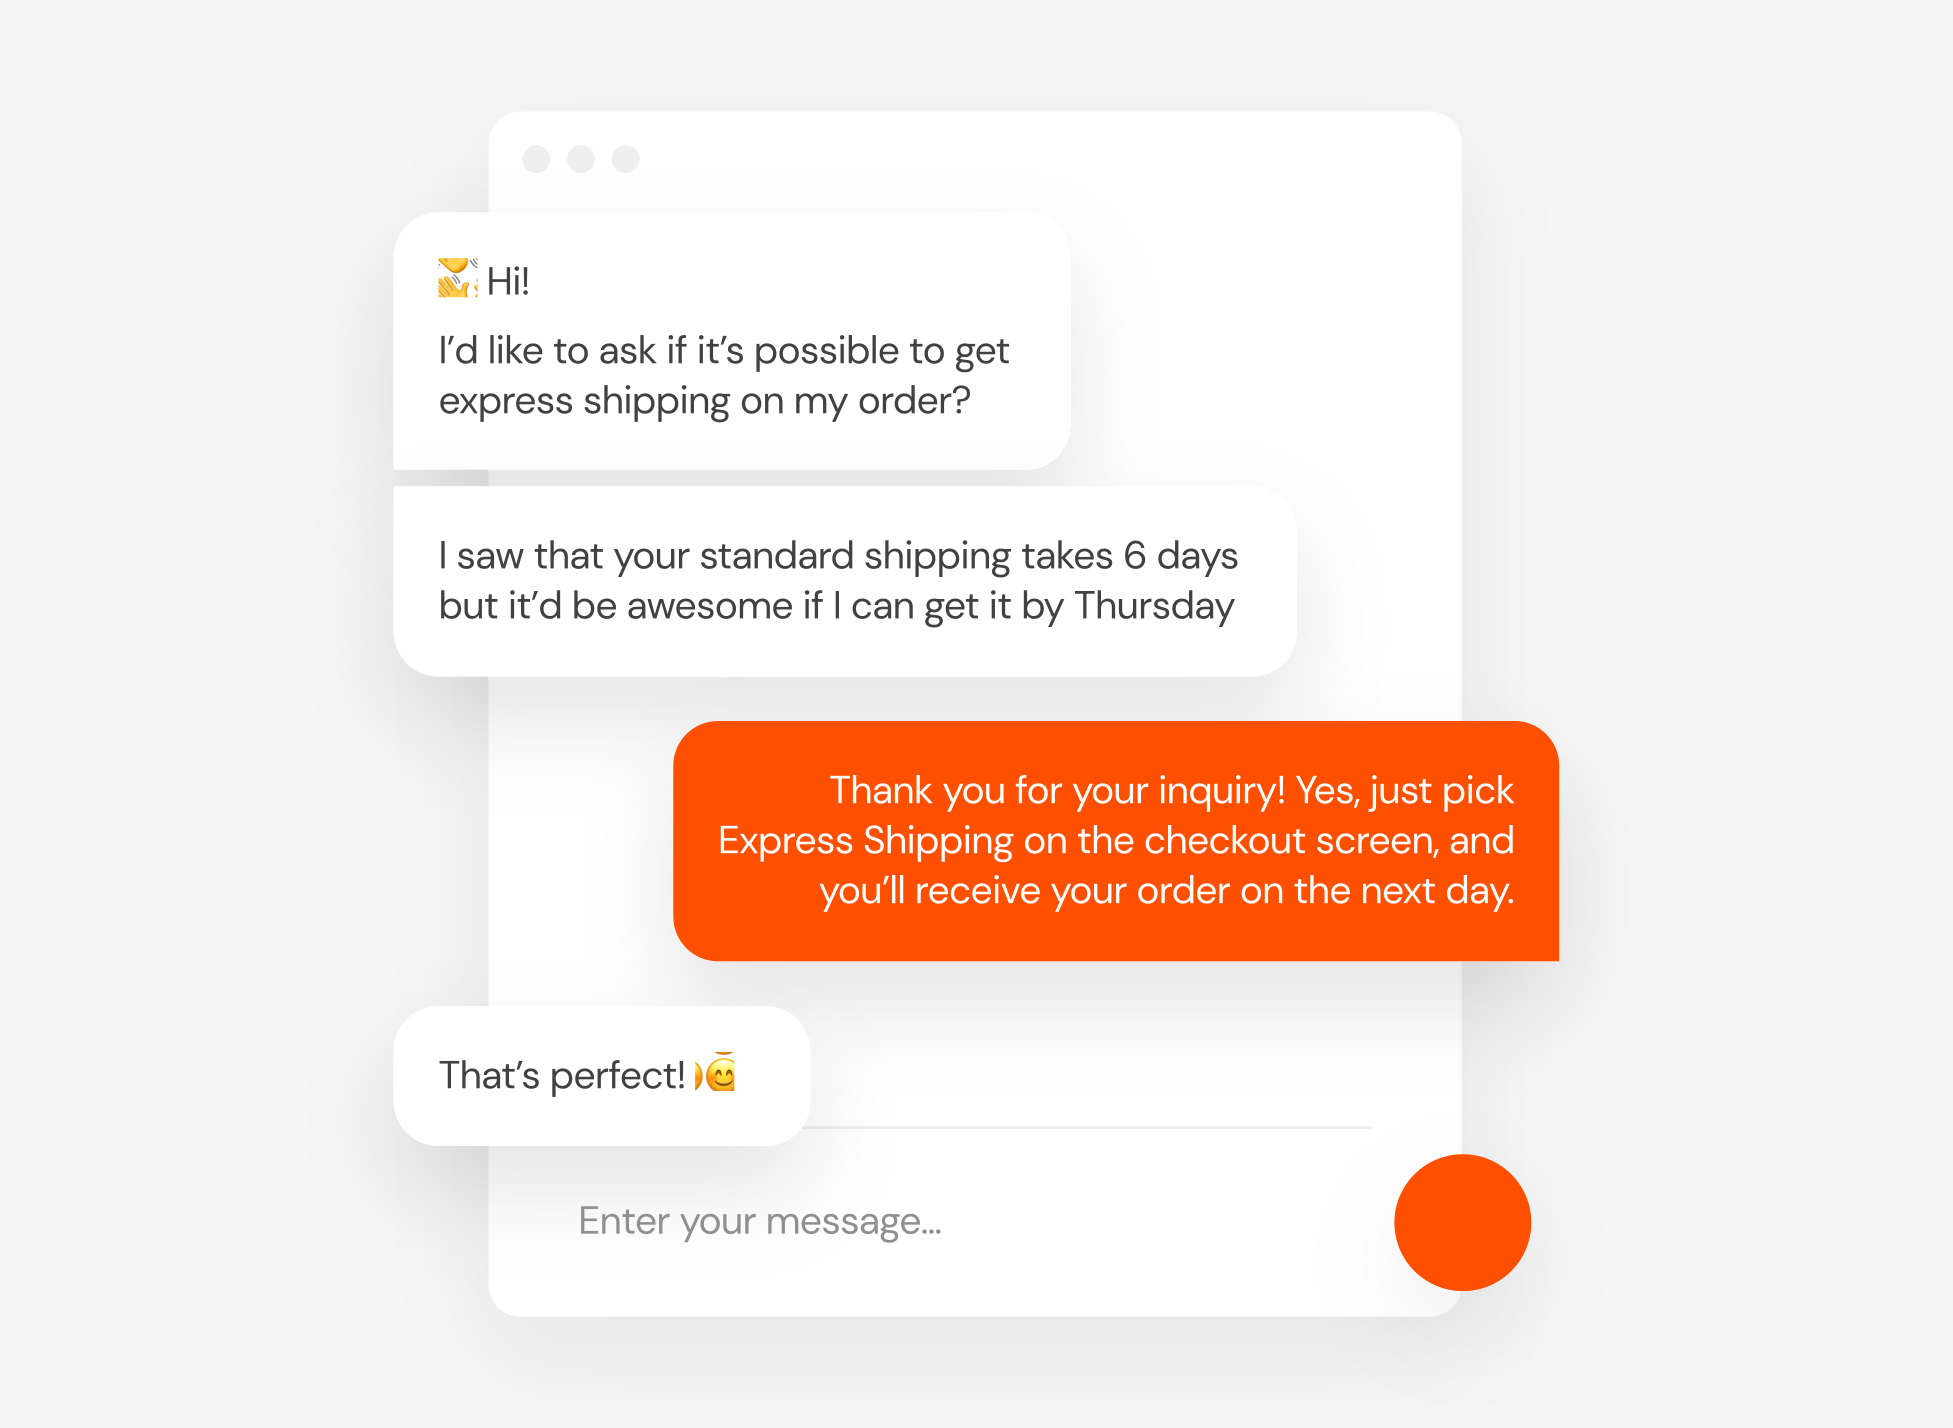 👋 Hi!
I’d like to ask if it’s possible to get
express shipping on my order?
I saw that your standard shipping takes 6 days
but it’d be awesome if I can get it by Thursday
Thank you for your inquiry! Yes, just pick
Express Shipping on the checkout screen, and
you’ll receive your order on the next day.
That’s perfect! 😊
Enter your message...